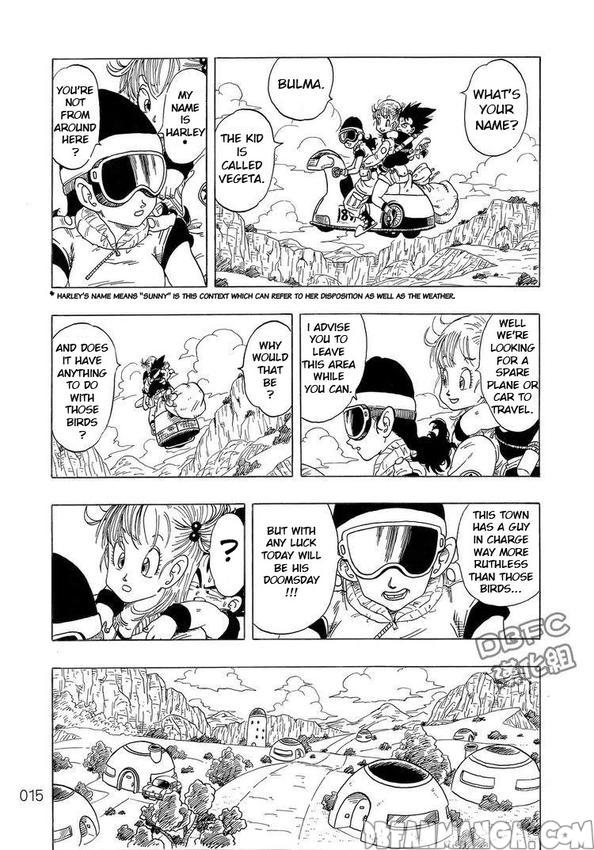 WHAT'S
YOUR
NAME?
BULMA.
THE KID
IS
CALLED
VEGETA.
MY
NAME
IS
HARLEY
*
YOU'RE
NOT
FROM
AROUND
HERE
?
* HARLEY'S NAME MEANS "SUNNY" IS THIS CONTEXT WHICH CAN REFER TO HER DISPOSITION AS WELL AS THE WEATHER.
WELL
WE'RE
LOOKING
FOR A
SPARE
PLANE OR
CAR TO
TRAVEL.
I ADVISE
YOU TO
LEAVE
THIS AREA
WHILE
YOU CAN.
WHY
WOULD
THAT
BE
?
AND DOES
IT HAVE
ANYTHING
TO DO
WITH
THOSE
BIRDS ?
THIS TOWN
HAS A GUY
IN CHARGE
WAY MORE
RUTHLESS
THAN THOSE
BIRDS...
BUT WITH
ANY LUCK
TODAY WILL
BE HIS
DOOMSDAY
!!!
?
DBFC
漢化組
015
DBFANMANGA.COM